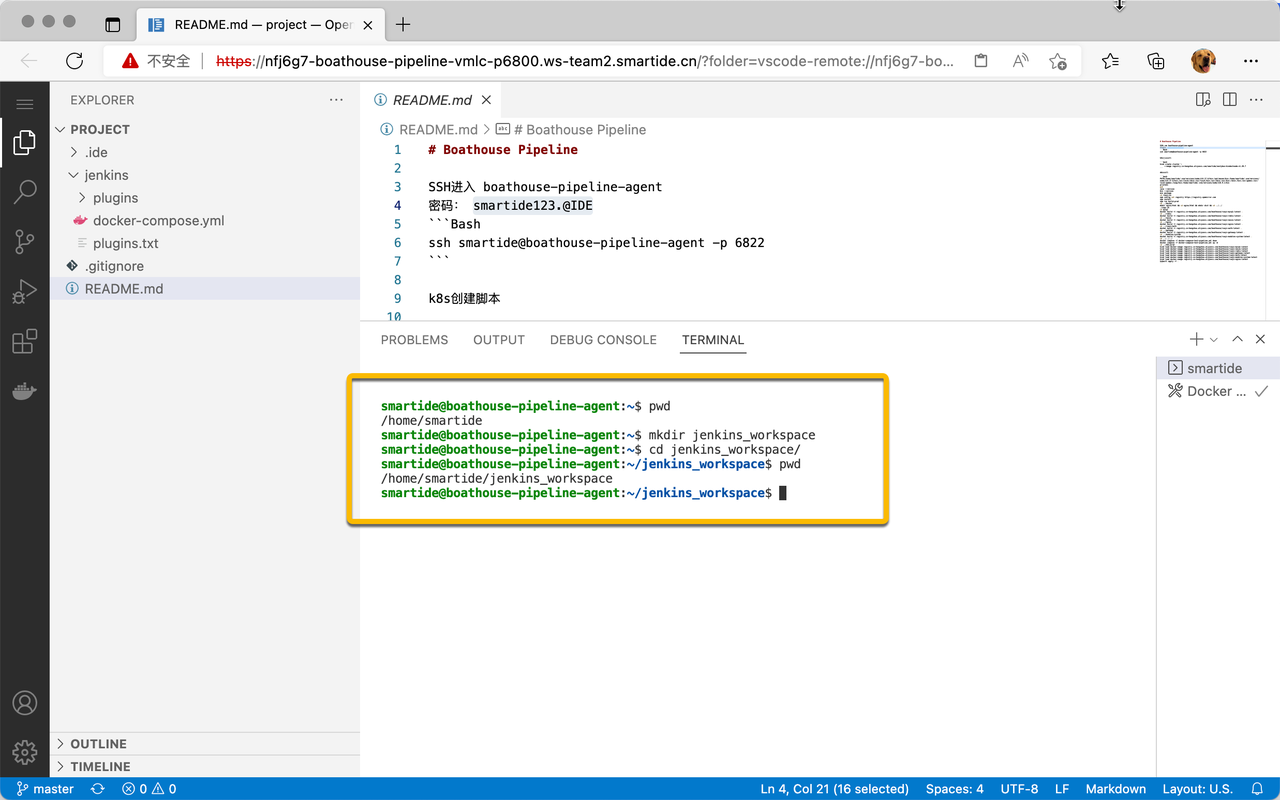 README.md — project — Oper
不安全
https://nfj6g7-boathouse-pipeline-vmlc-p6800.ws-team2.smartide.cn/?folder=vscode-remote://nfj6g7-bo...
EXPLORER
PROJECT
.ide
jenkins
plugins
docker-compose.yml
plugins.txt
.gitignore
README.md
OUTLINE
TIMELINE
README.md
README.md > # Boathouse Pipeline
1 # Boathouse Pipeline
2
3 SSH进入 boathouse-pipeline-agent
4 密码: smartide123.@IDE
5 ```Bash
6 ssh smartide@boathouse-pipeline-agent -p 6822
7 ```
8
9 k8s创建脚本
10
PROBLEMS OUTPUT DEBUG CONSOLE TERMINAL
smartide@boathouse-pipeline-agent:~$ pwd
/home/smartide
smartide@boathouse-pipeline-agent:~$ mkdir jenkins_workspace
smartide@boathouse-pipeline-agent:~$ cd jenkins_workspace/
smartide@boathouse-pipeline-agent:~/jenkins_workspace$ pwd
/home/smartide/jenkins_workspace
smartide@boathouse-pipeline-agent:~/jenkins_workspace$
smartide
Docker ...
master 0 0 Ln 4, Col 21 (16 selected) Spaces: 4 UTF-8 LF Markdown Layout: U.S.